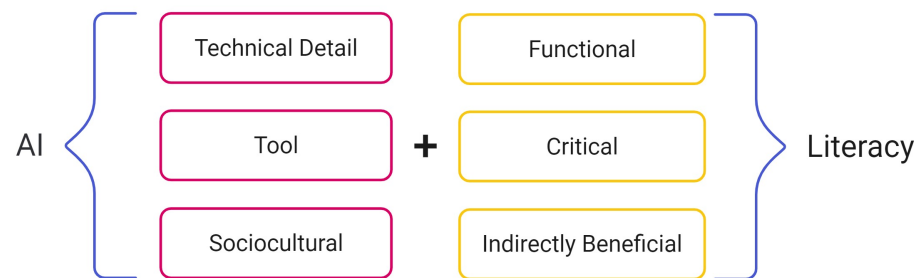 AI
Technical Detail
Tool
Sociocultural
+
Functional
Critical
Indirectly Beneficial
Literacy